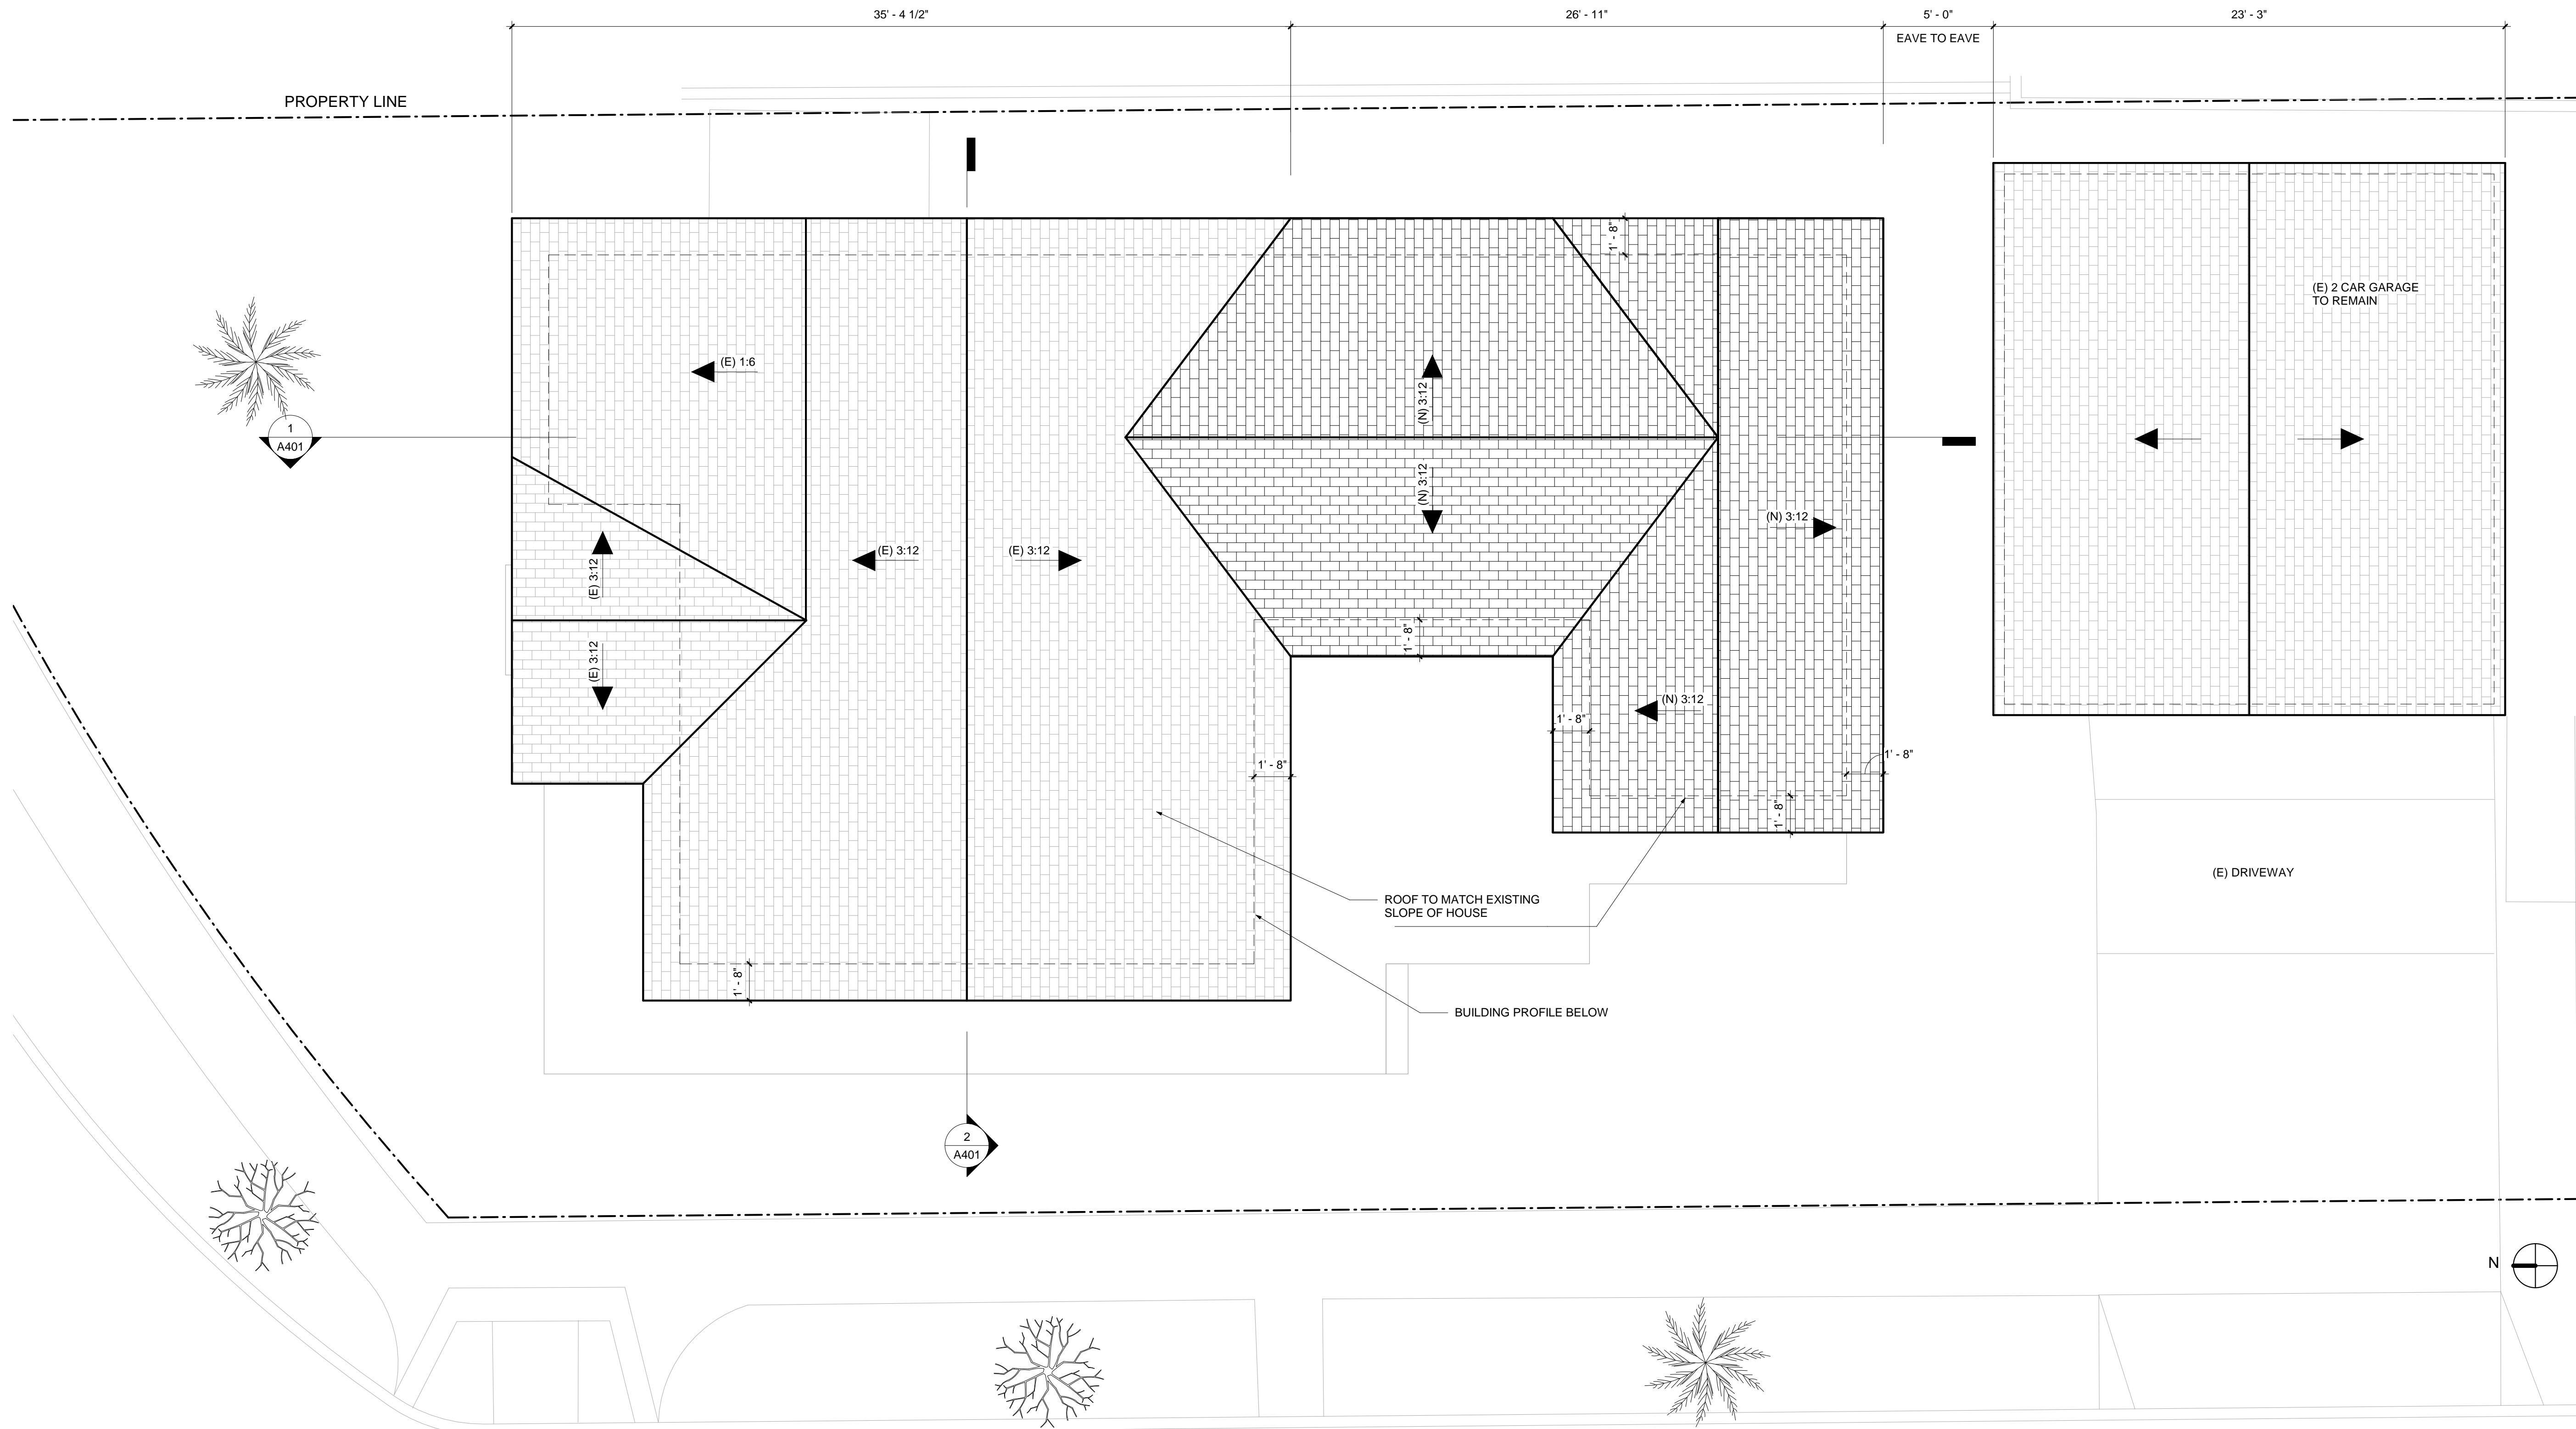 35' - 4 1/2"
26' - 11"
5' - 0"
23' - 3"
EAVE TO EAVE
PROPERTY LINE
1' - 8"
(E) 2 CAR GARAGE
TO REMAIN
(E) 1:6
(N) 3:12
1
A401
(N) 3:12
(N) 3:12
(E) 3:12
(E) 3:12
(E) 3:12
(E) 3:12
1' - 8"
(N) 3:12
1' - 8"
1' - 8"
1' - 8"
1' - 8"
(E) DRIVEWAY
ROOF TO MATCH EXISTING
SLOPE OF HOUSE
1' - 8"
BUILDING PROFILE BELOW
2
A401
N